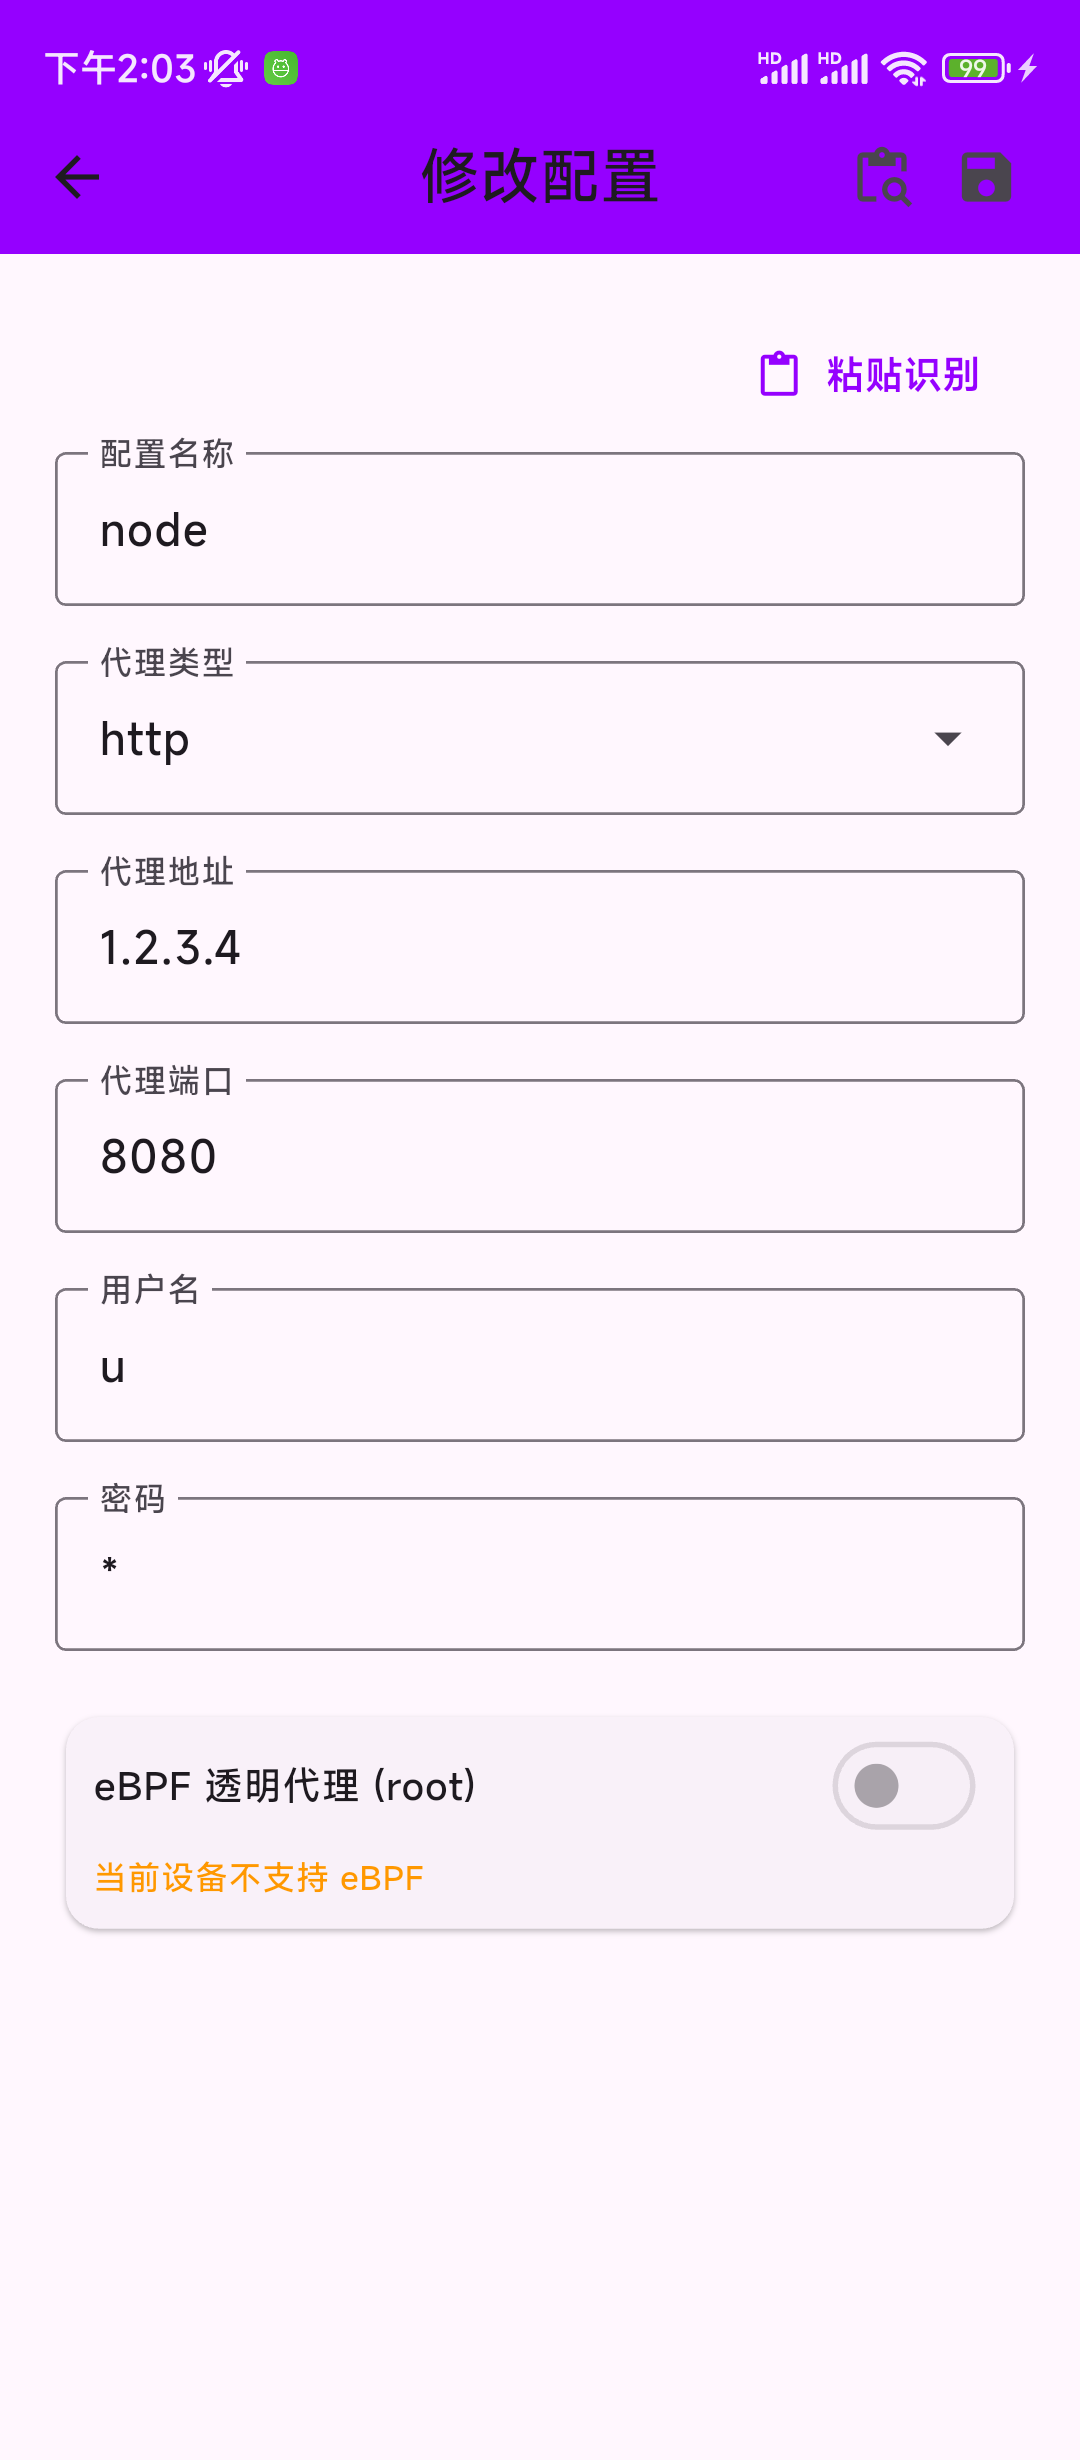 下午2:03
HD HD 99
修改配置
粘贴识别
配置名称
node
代理类型
http
代理地址
1.2.3.4
代理端口
8080
用户名
u
密码
*
eBPF 透明代理 (root)
当前设备不支持 eBPF